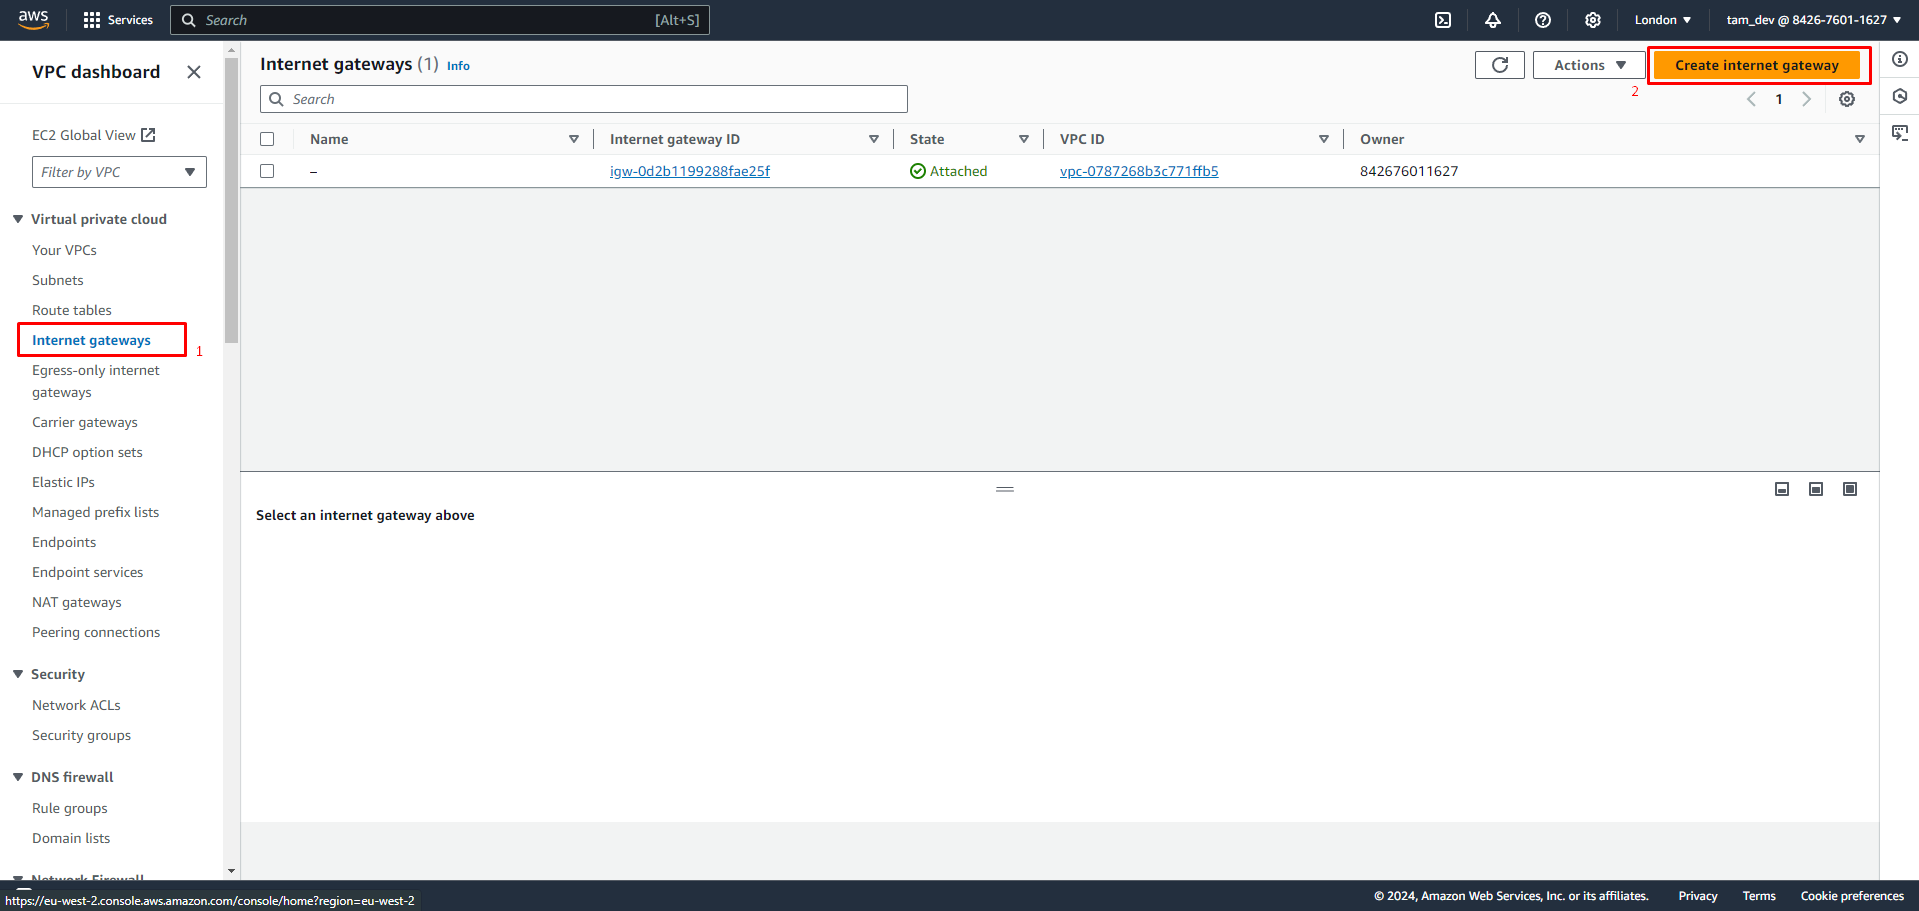 aws
Services
Search
[Alt+S]
London
tam_dev @ 8426-7601-1627
VPC dashboard
EC2 Global View
Filter by VPC
Virtual private cloud
Your VPCs
Subnets
Route tables
Internet gateways
1
Egress-only internet
gateways
Carrier gateways
DHCP option sets
Elastic IPs
Managed prefix lists
Endpoints
Endpoint services
NAT gateways
Peering connections
Security
Network ACLs
Security groups
DNS firewall
Rule groups
Domain lists
Network Firewall
Internet gateways (1) Info
Actions
Create internet gateway
2
Search
1
Name Internet gateway ID State VPC ID Owner
– igw-0d2b1199288fae25f Attached vpc-0787268b3c771ffb5 842676011627
Select an internet gateway above
https://eu-west-2.console.aws.amazon.com/console/home?region=eu-west-2
© 2024, Amazon Web Services, Inc. or its affiliates. Privacy Terms Cookie preferences